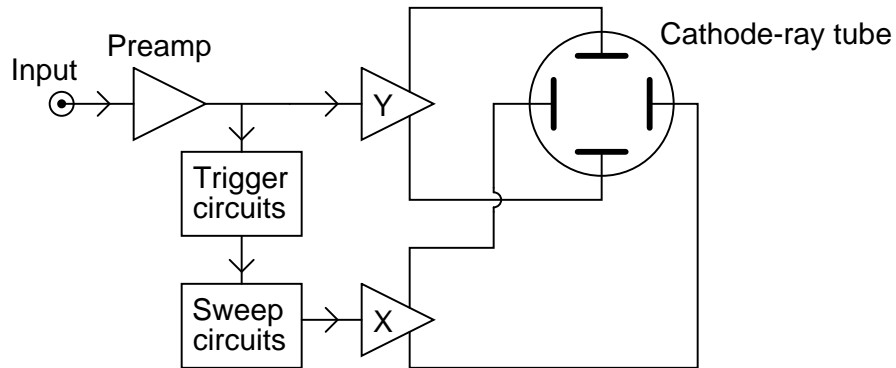 Preamp
Cathode-ray tube
Input
Y
Trigger
circuits
Sweep
circuits
X